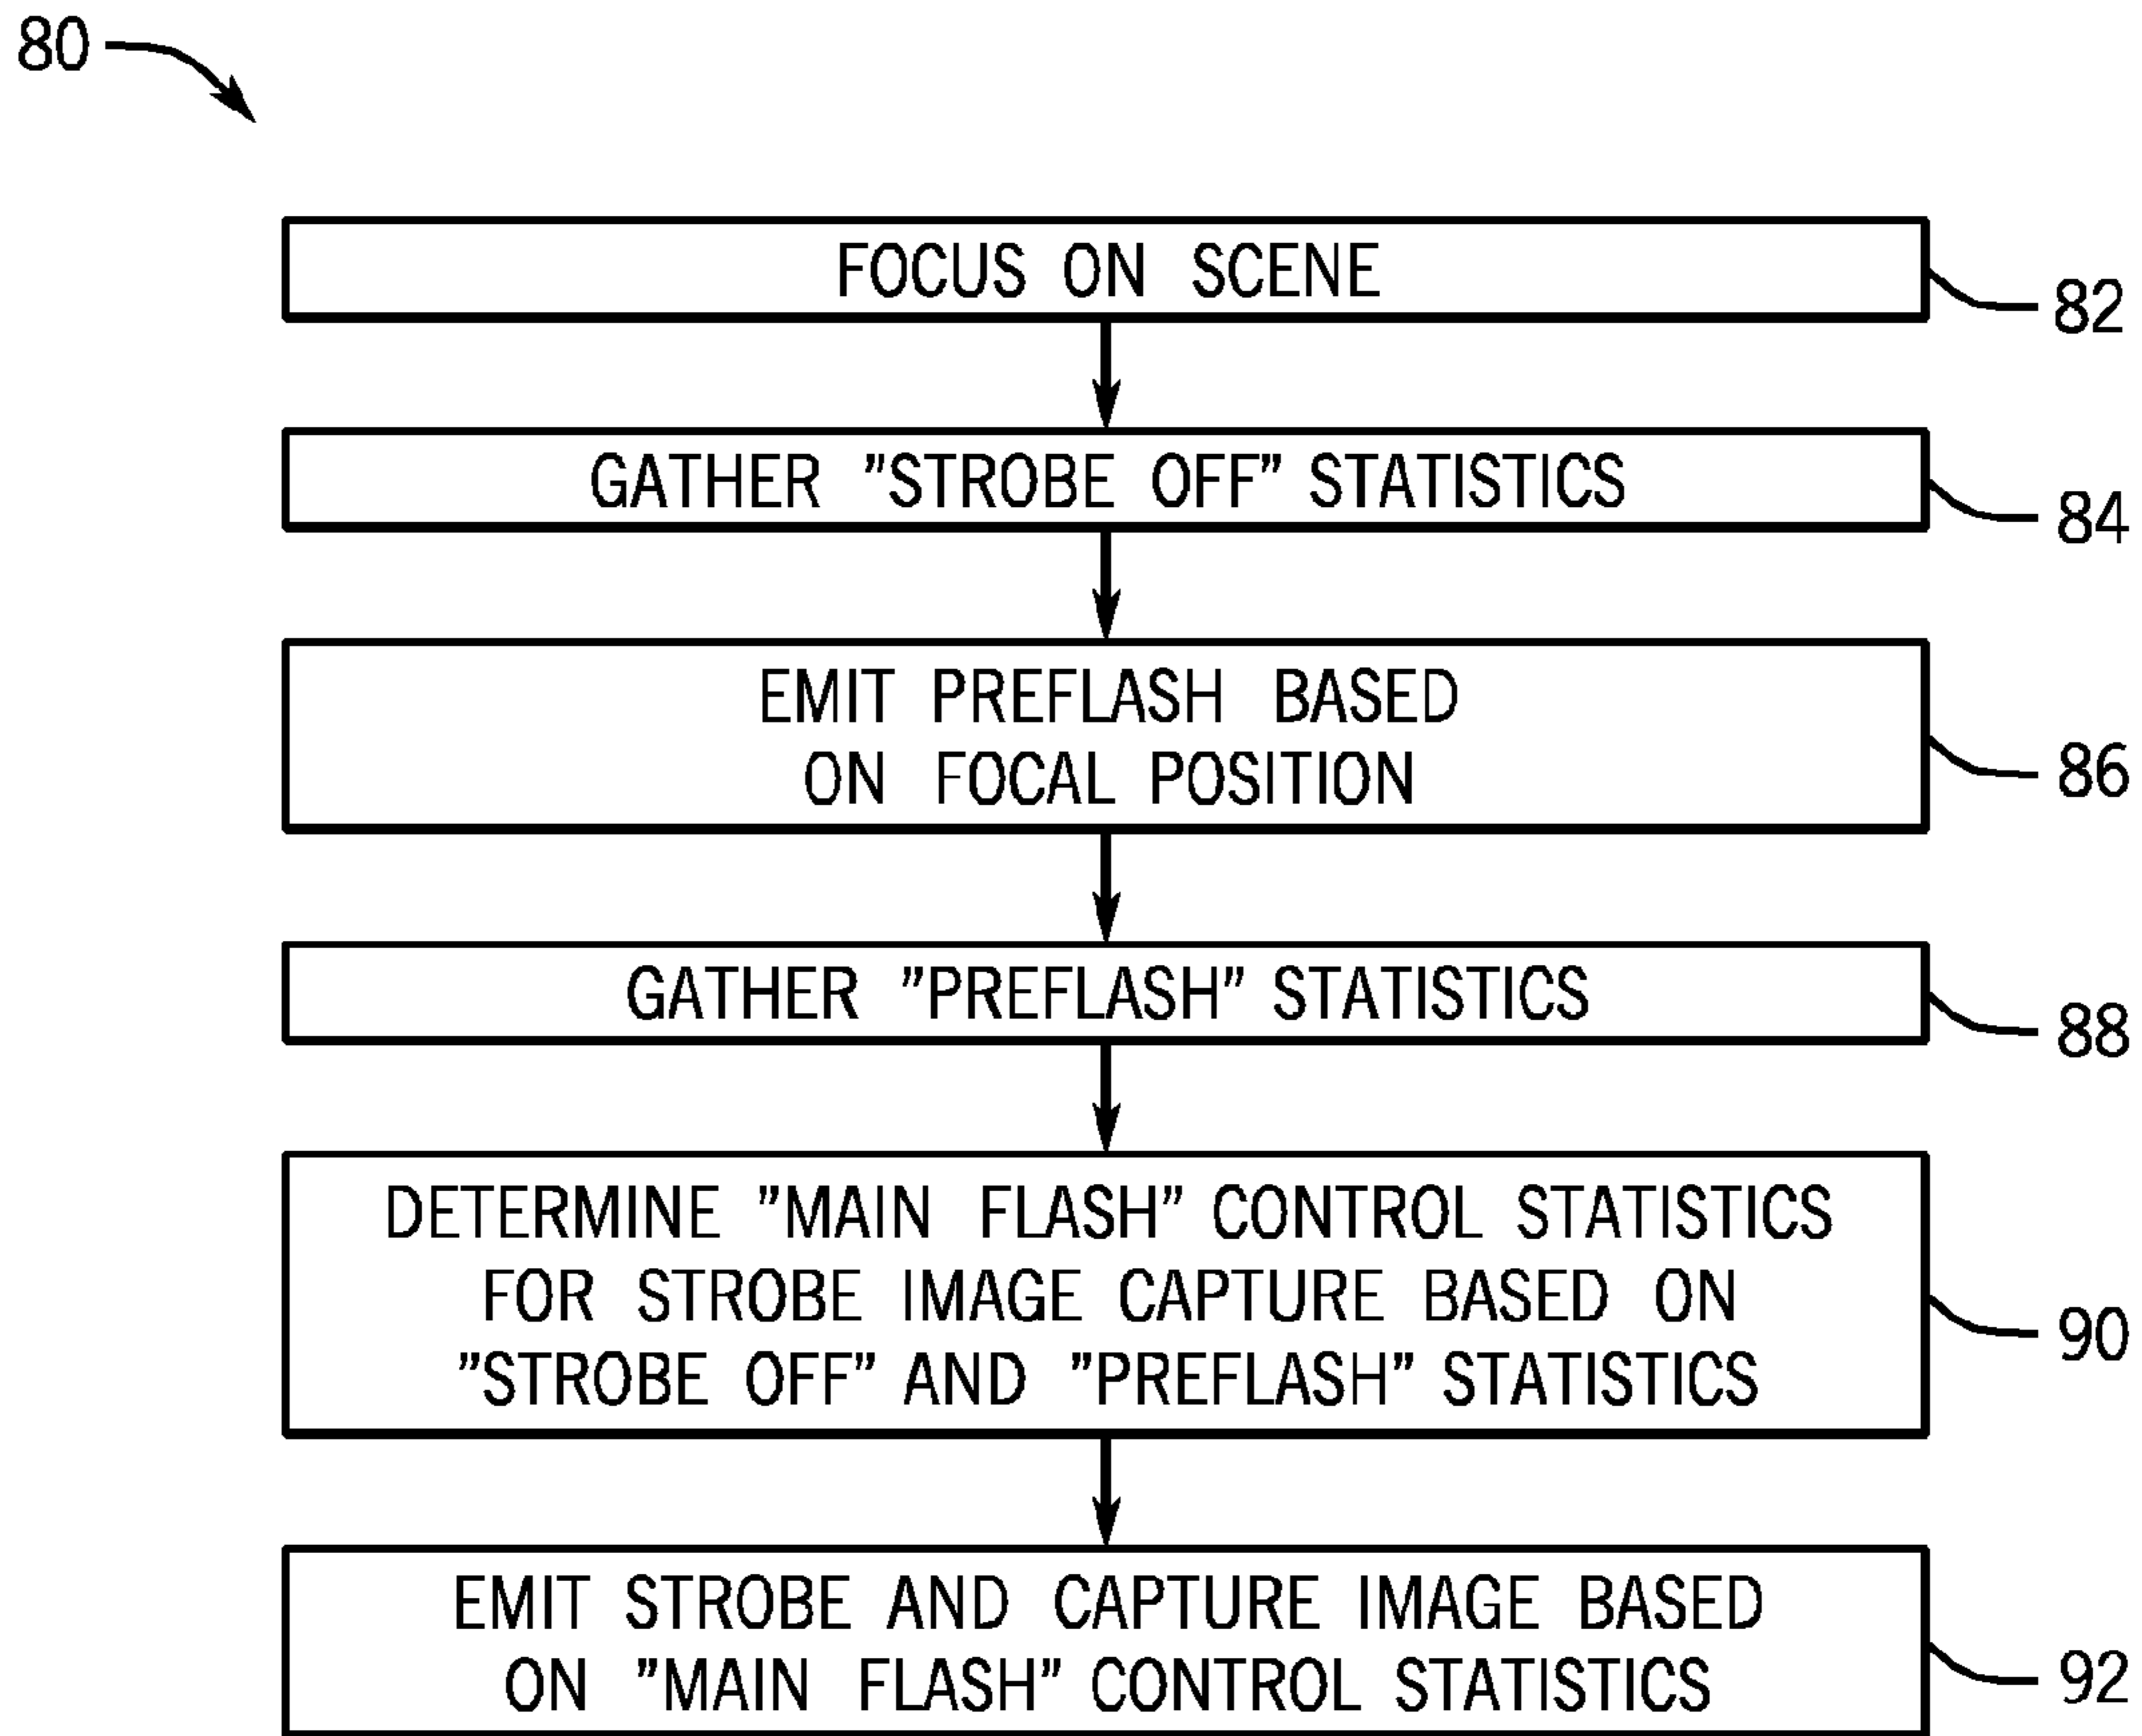 80
FOCUS ON SCENE
82
GATHER ”STROBE OFF” STATISTICS
84
EMIT PREFLASH BASED
ON FOCAL POSITION
86
GATHER ”PREFLASH” STATISTICS
88
DETERMINE ”MAIN FLASH” CONTROL STATISTICS
FOR STROBE IMAGE CAPTURE BASED ON
”STROBE OFF” AND ”PREFLASH” STATISTICS
90
EMIT STROBE AND CAPTURE IMAGE BASED
ON ”MAIN FLASH” CONTROL STATISTICS
92